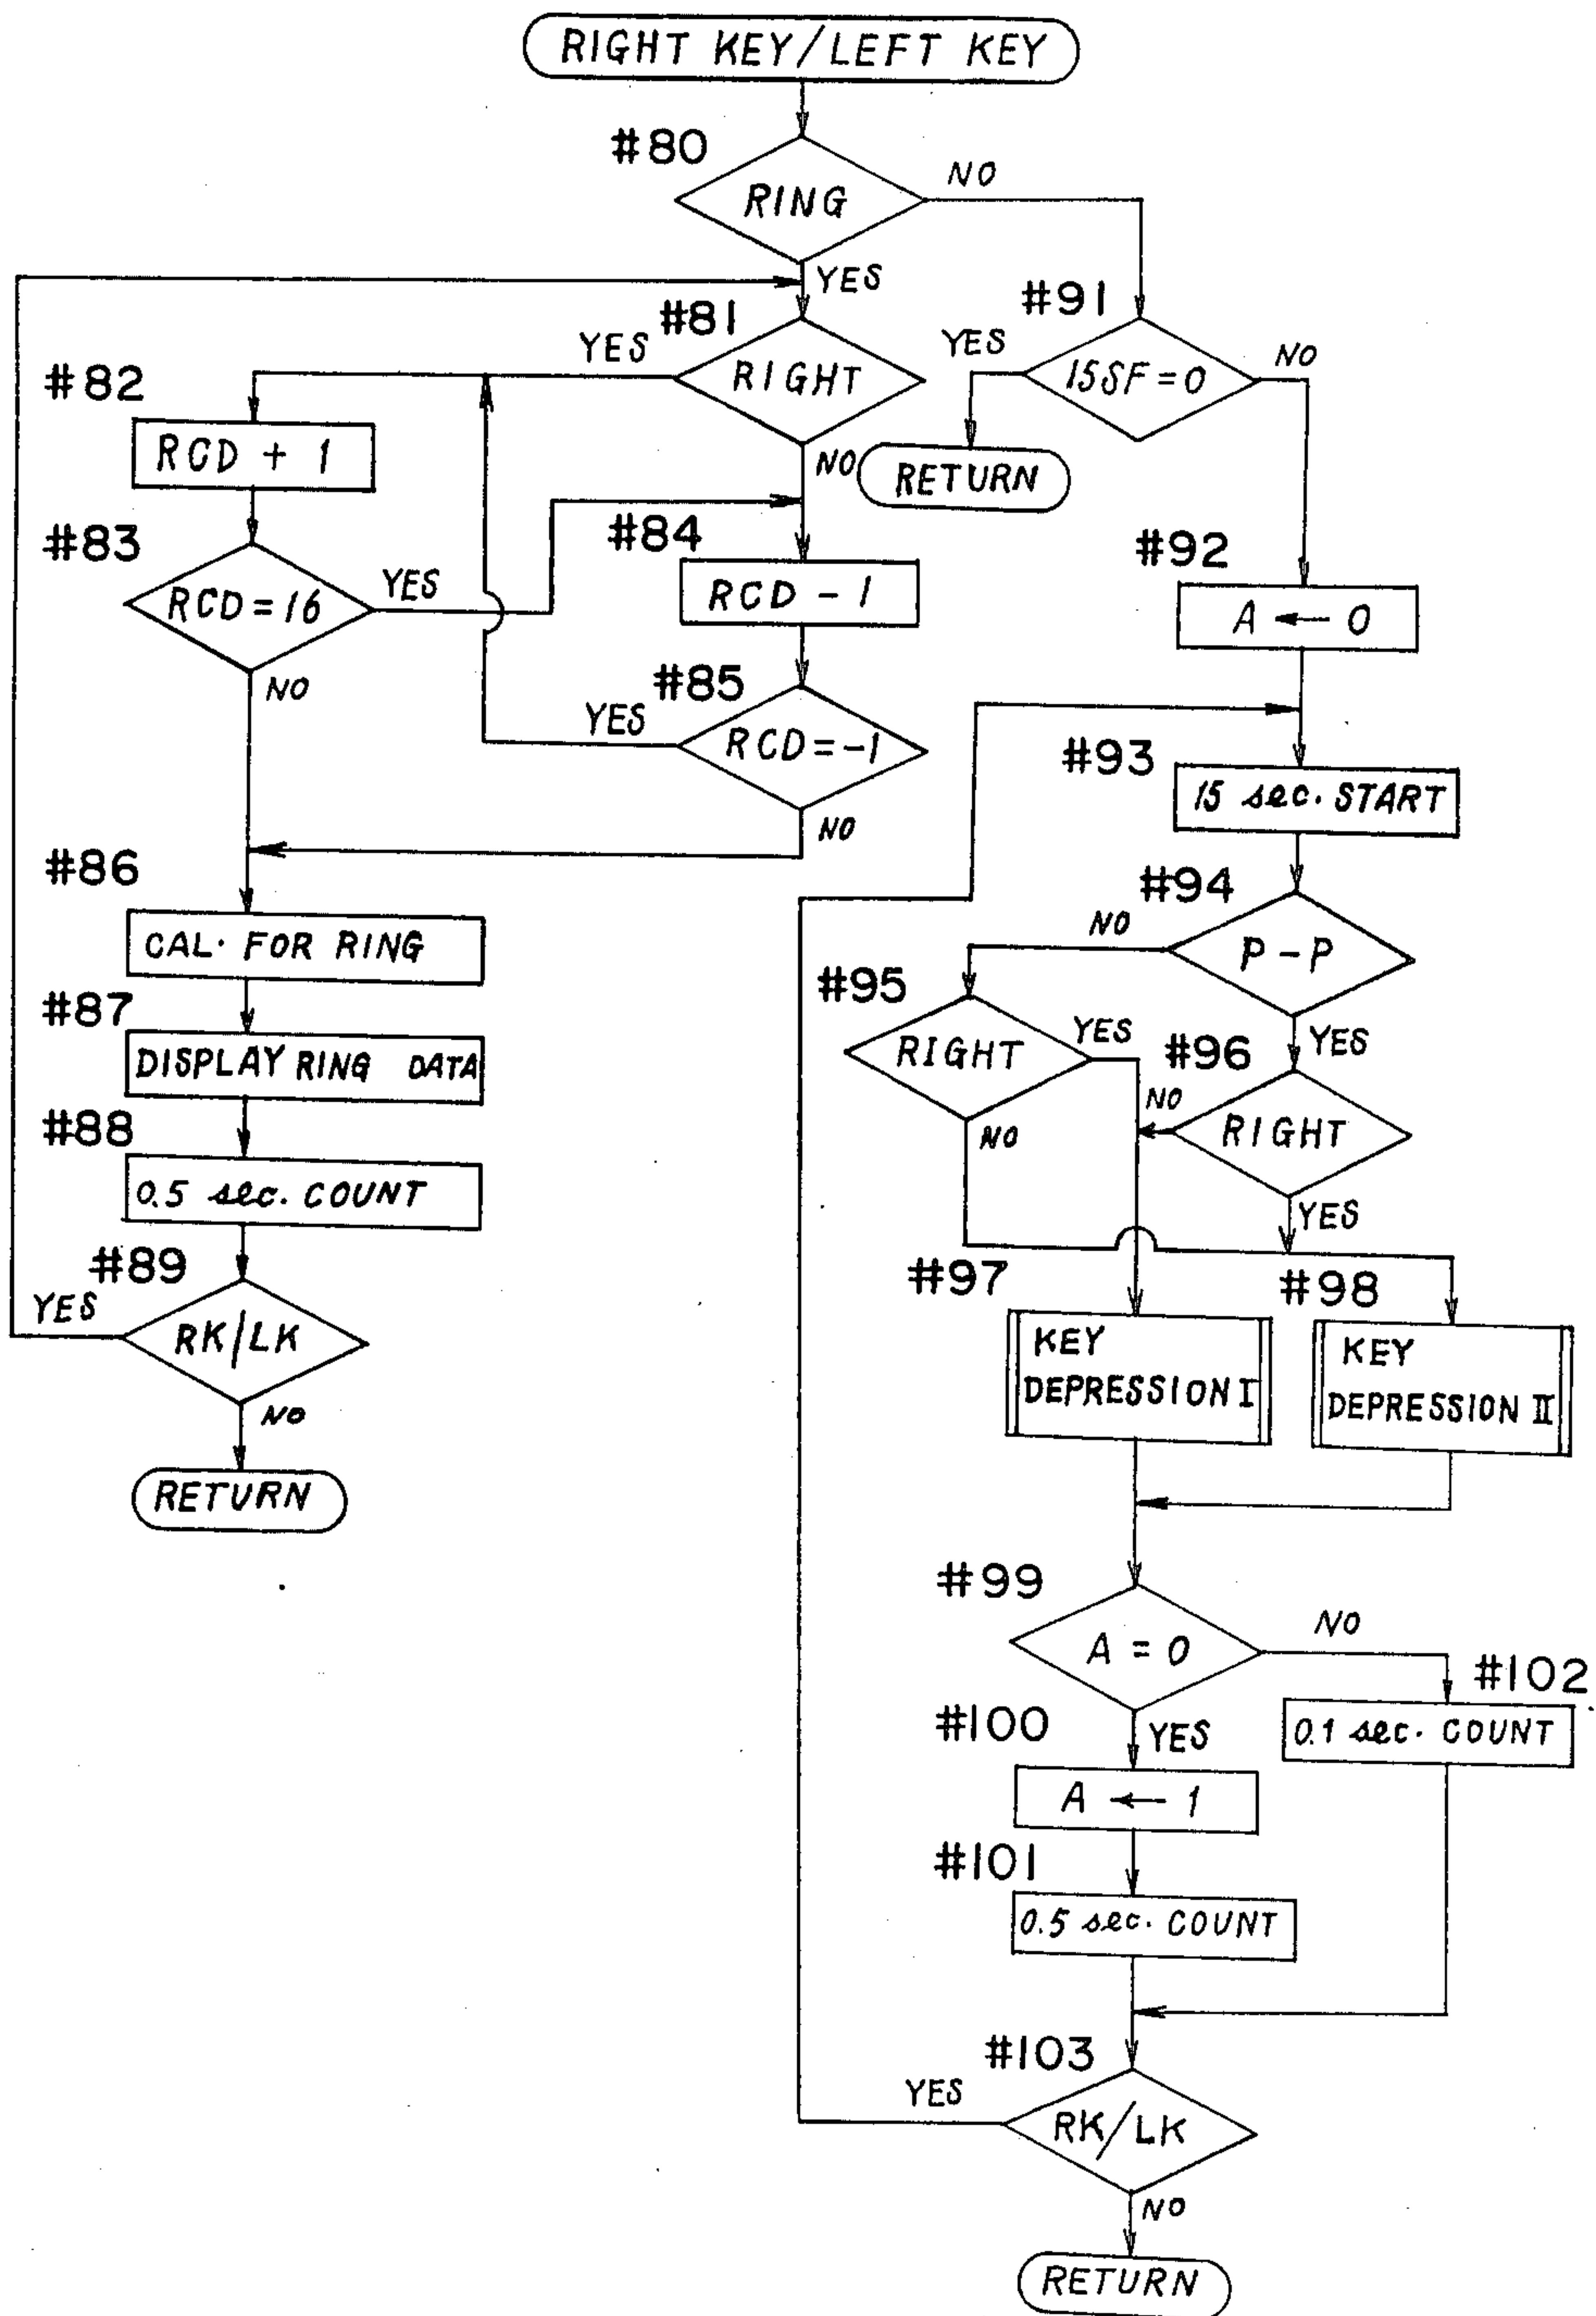 RIGHT KEY/LEFT KEY
#80
RING
NO
YES
#81
RIGHT
YES
NO
#82
RCD + 1
#83
RCD = 16
YES
NO
#84
RCD - 1
#85
RCD = -1
YES
NO
#86
CAL. FOR RING
#87
DISPLAY RING DATA
#88
0.5 sec. COUNT
#89
RK/LK
YES
NO
RETURN
#91
15SF = 0
YES
NO
RETURN
#92
A ← 0
#93
15 sec. START
#94
P - P
NO
YES
#95
RIGHT
YES
NO
#96
RIGHT
NO
YES
#97
KEY
DEPRESSION I
#98
KEY
DEPRESSION II
#99
A = 0
NO
YES
#100
A ← 1
#101
0.5 sec. COUNT
#102
0.1 sec. COUNT
#103
RK/LK
YES
NO
RETURN